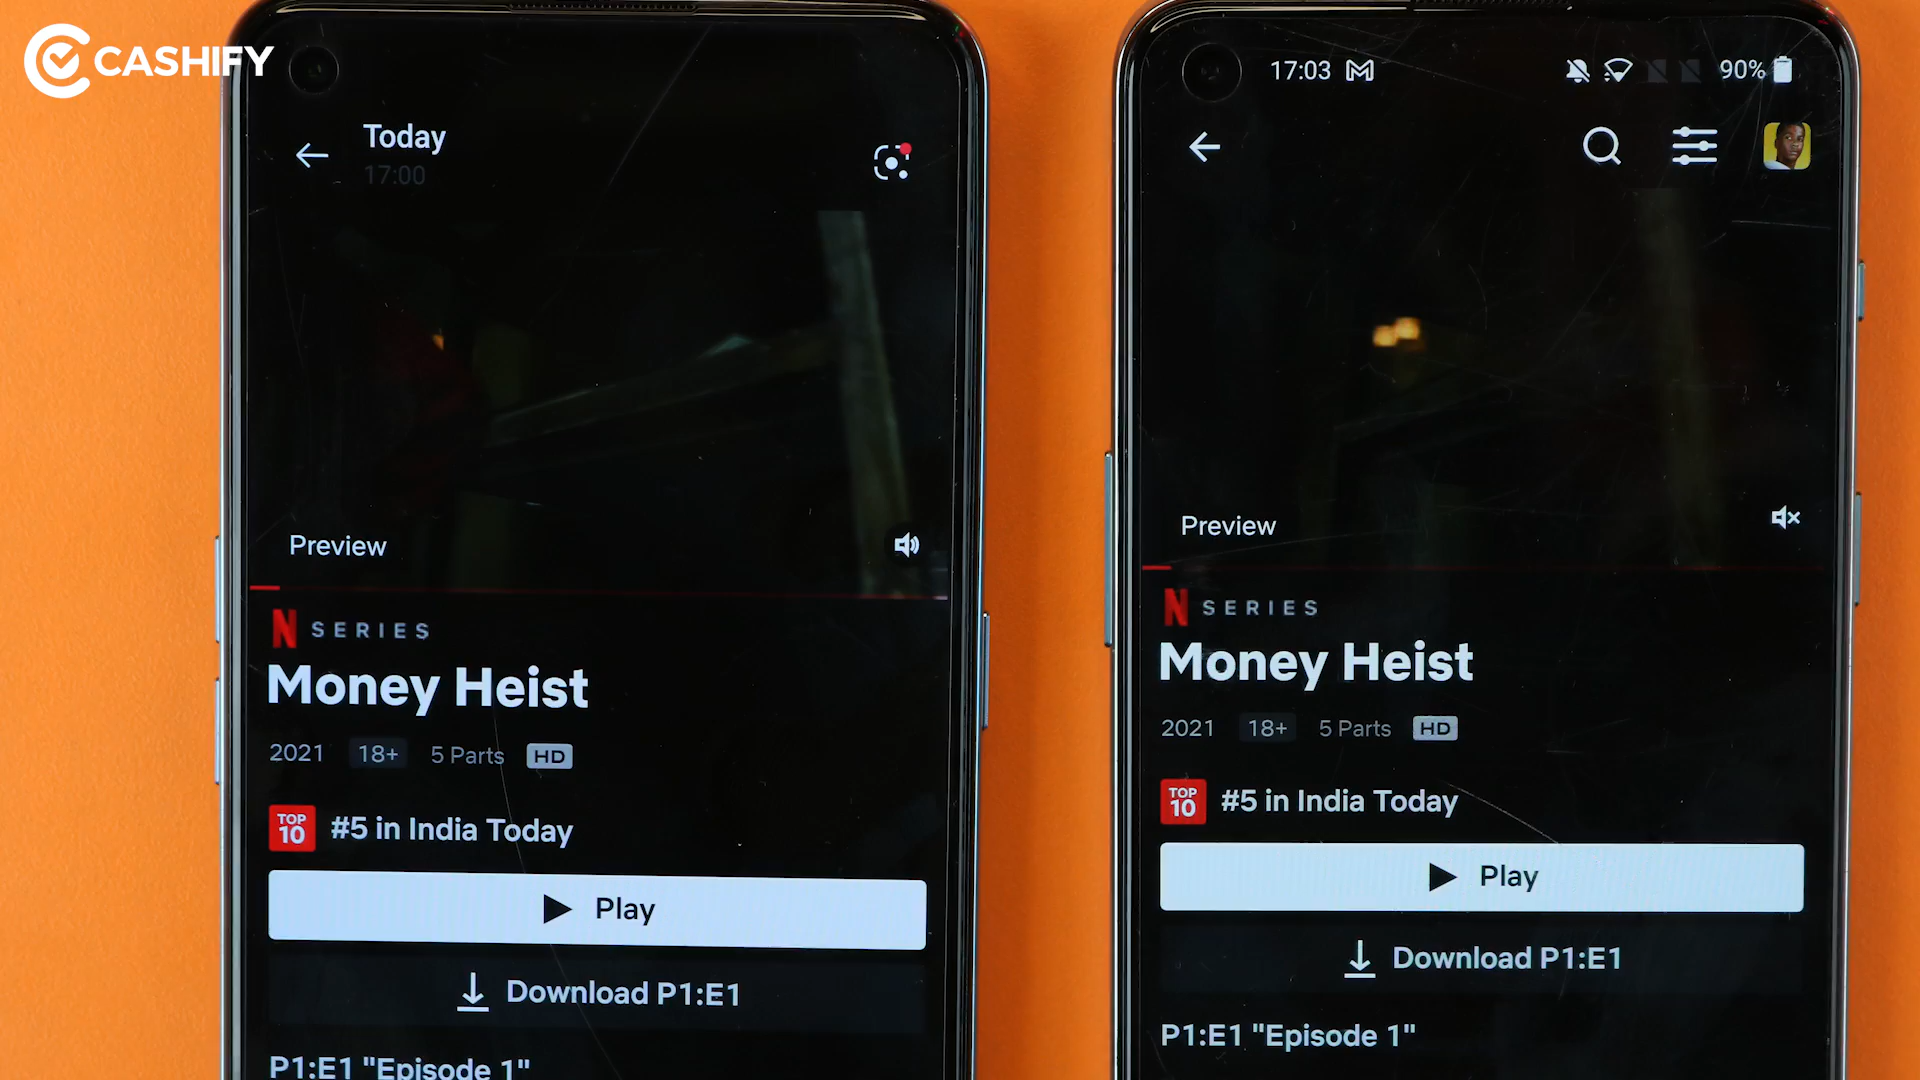 CASHIFY
Today
17:00
Preview
N SERIES
Money Heist
2021 18+ 5 Parts HD
TOP 10 #5 in India Today
Play
Download P1:E1
P1:E1 "Episode 1"
17:03 90%
Preview
N SERIES
Money Heist
2021 18+ 5 Parts HD
TOP 10 #5 in India Today
Play
Download P1:E1
P1:E1 "Episode 1"